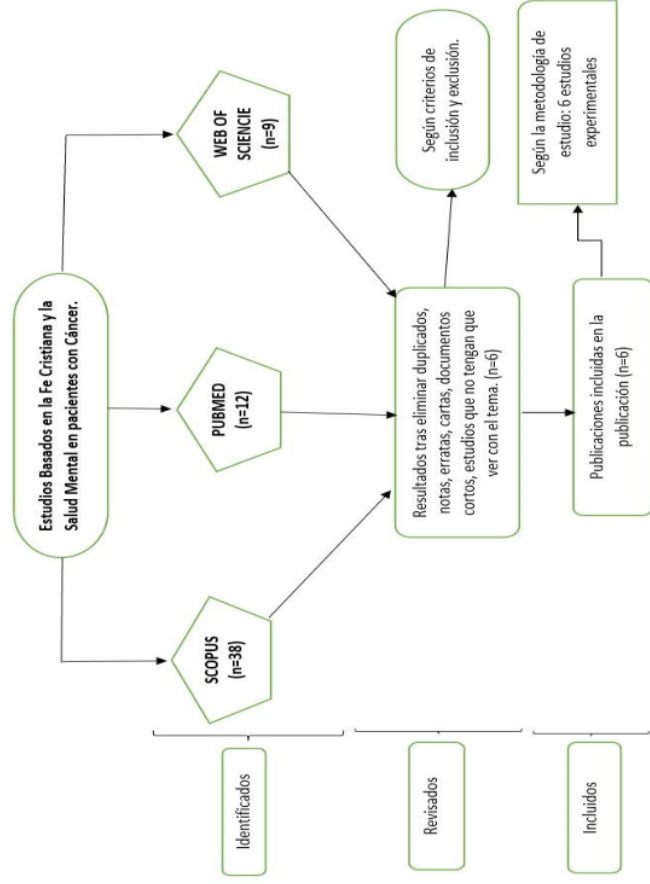 Estudios Basados en la Fe Cristiana y la
Salud Mental en pacientes con Cáncer.
Identificados
SCOPUS
(n=38)
PUBMED
(n=12)
WEB OF
SCIENCIE
(n=9)
Revisados
Resultados tras eliminar duplicados,
notas, erratas, cartas, documentos
cortos, estudios que no tengan que
ver con el tema. (n=6)
Según criterios de
inclusión y exclusión.
Incluidos
Publicaciones incluidas en la
publicación (n=6)
Según la metodología de
estudio: 6 estudios
experimentales